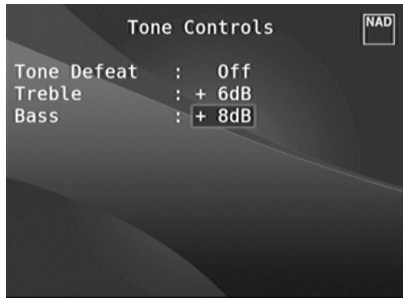 Tone Controls
NAD
Tone Defeat : Off
Treble : + 6dB
Bass : + 8dB